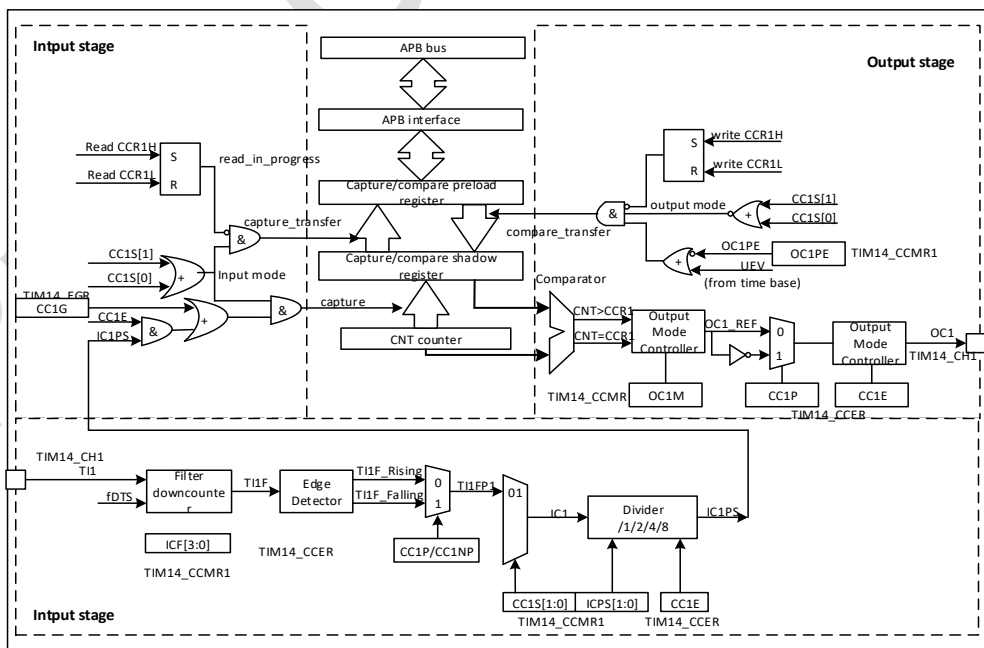 Intput stage
APB bus
Output stage
APB interface
Read CCR1H
S
read_in_progress
Read CCR1L
R
write CCR1H
S
write CCR1L
R
Capture/compare preload
register
output mode
CC1S[1]
capture_transfer
&
+
&
compare_transfer
CC1S[0]
CC1S[1]
Input mode
Capture/compare shadow
register
OC1PE
OC1PE
TIM14_CCMR1
CC1S[0]
+
+
UEV
(from time base)
Comparator
TIM14_EGR
CC1G
capture
CNT>CCR1
Output
Mode
Controller
OC1_REF
0
Output
Mode
Controller
OC1
CC1E
&
+
&
CNT counter
CNT=CCR1
1
TIM14_CH1
IC1PS
TIM14_CCMR
OC1M
CC1P
CC1E
TIM14_CCER
TIM14_CH1
TI1
Filter
downcounte
r
TI1F
Edge
Detector
TI1F_Rising
0
TI1FP1
01
TI1F_Falling
1
fDTS
IC1
Divider
/1/2/4/8
IC1PS
ICF[3:0]
TIM14_CCER
CC1P/CC1NP
TIM14_CCMR1
CC1S[1:0]
ICPS[1:0]
CC1E
TIM14_CCMR1
TIM14_CCER
Intput stage